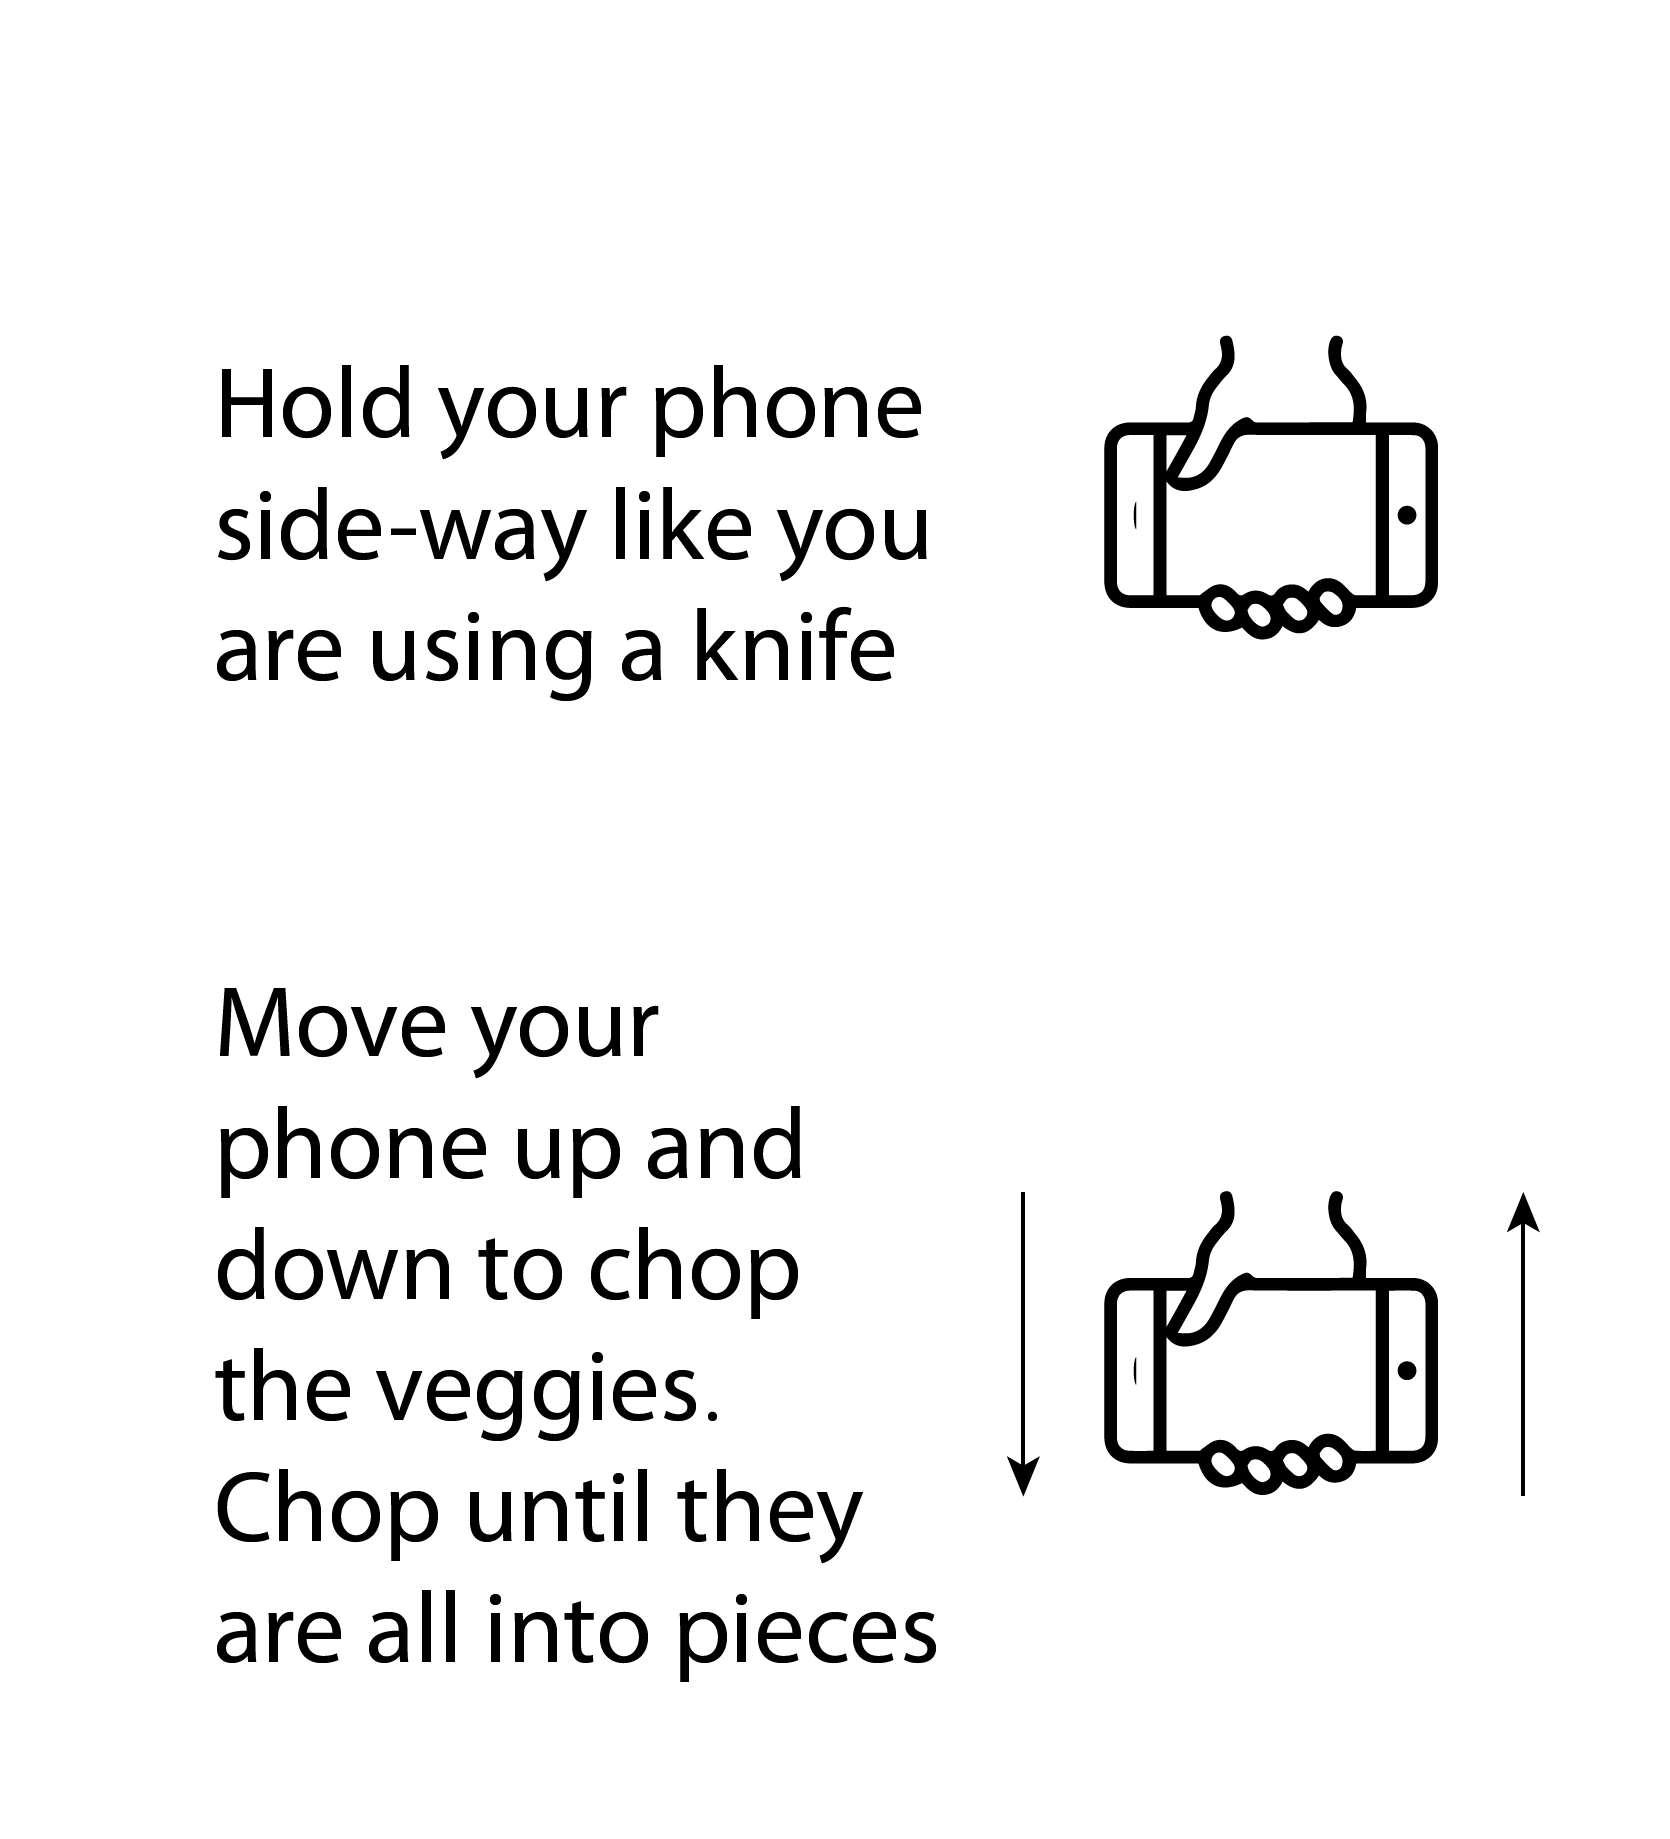 Hold your phone
side-way like you
are using a knife
Move your
phone up and
down to chop
the veggies.
Chop until they
are all into pieces